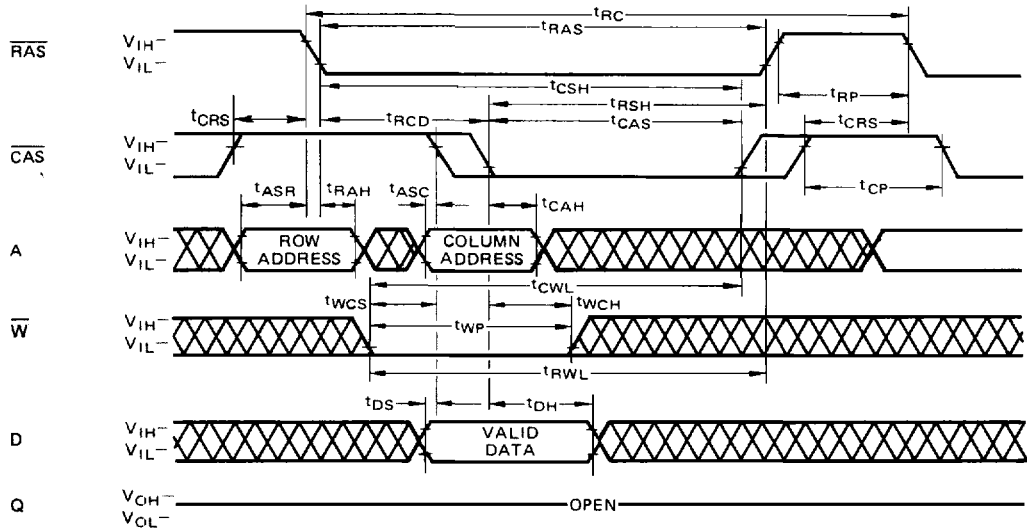 tRC
tRAS
RAS
VIH–
VIL–
tCSH
tRP
tRSH
tCRS
tRCD
tCAS
tCRS
CAS
VIH–
VIL–
tASR
tRAH
tASC
tCAH
tCP
A
VIH–
VIL–
ROW
ADDRESS
COLUMN
ADDRESS
tCWL
tWCS
tWCH
W
VIH–
VIL–
tWP
tRWL
tDS
tDH
D
VIH–
VIL–
VALID
DATA
Q
VOH–
VOL–
OPEN